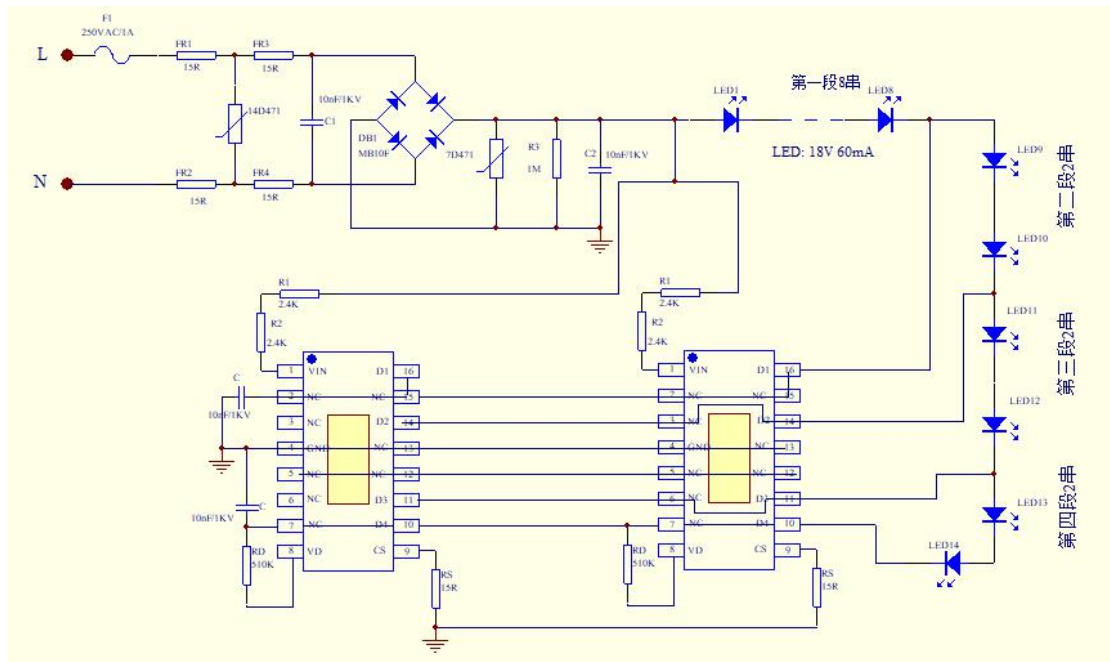 F1
250VAC/1A
L
FR1
15R
FR3
15R
14D471
10nF/1KV
C1
DB1
MB10F
7D471
R3
1M
C2
10nF/1KV
N
FR2
15R
FR4
15R
LED1
第一段8串
LED8
LED: 18V 60mA
LED9
第二段2串
LED10
LED11
第三段2串
LED12
第四段2串
LED13
LED14
R1
2.4K
R2
2.4K
C
10nF/1KV
C
10nF/1KV
RD
510K
1 VIN D1 16
2 NC NC 15
3 NC D2 14
4 GND NC 13
5 NC NC 12
6 NC D3 11
7 NC D4 10
8 VD CS 9
RS
15R
R1
2.4K
R2
2.4K
RD
510K
1 VIN D1 16
2 NC NC 15
3 NC D2 14
4 GND NC 13
5 NC NC 12
6 NC D3 11
7 NC D4 10
8 VD CS 9
RS
15R